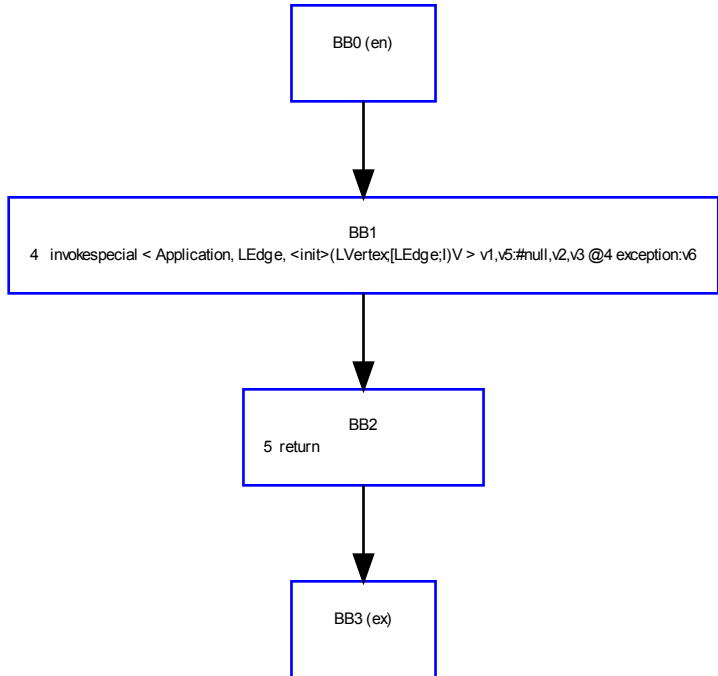 BB0 (en)
BB1
4 invokespecial < Application, LEdge, <init>(LVertex;[LEdge;I)V > v1,v5:#null,v2,v3 @4 exception:v6
BB2
5 return
BB3 (ex)